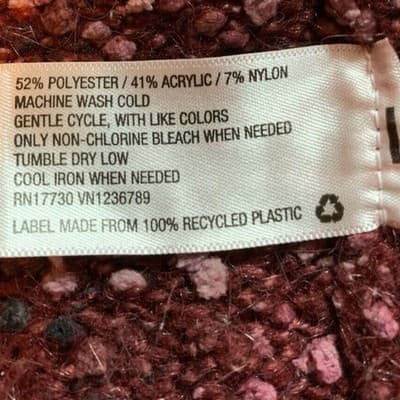 52% POLYESTER / 41% ACRYLIC / 7% NYLON
MACHINE WASH COLD
GENTLE CYCLE, WITH LIKE COLORS
ONLY NON-CHLORINE BLEACH WHEN NEEDED
TUMBLE DRY LOW
COOL IRON WHEN NEEDED
RN17730 VN1236789
LABEL MADE FROM 100% RECYCLED PLASTIC